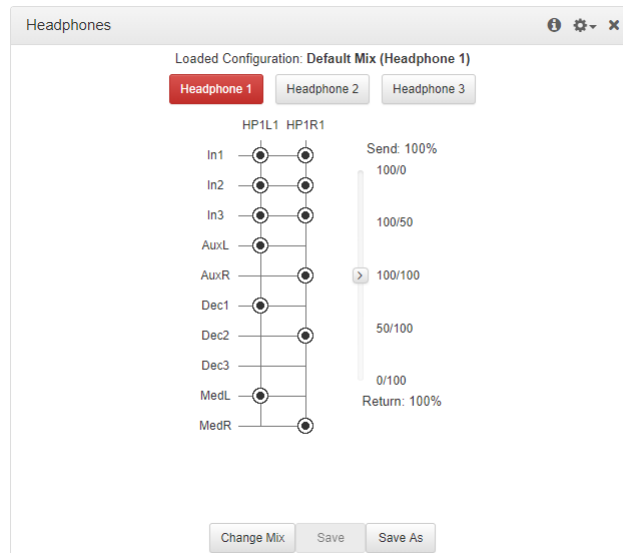 Headphones
Loaded Configuration: Default Mix (Headphone 1)
Headphone 1 Headphone 2 Headphone 3
HP1L1 HP1R1
In1
In2
In3
AuxL
AuxR
Dec1
Dec2
Dec3
MedL
MedR
Send: 100%
100/0
100/50
100/100
50/100
0/100
Return: 100%
Change Mix Save Save As